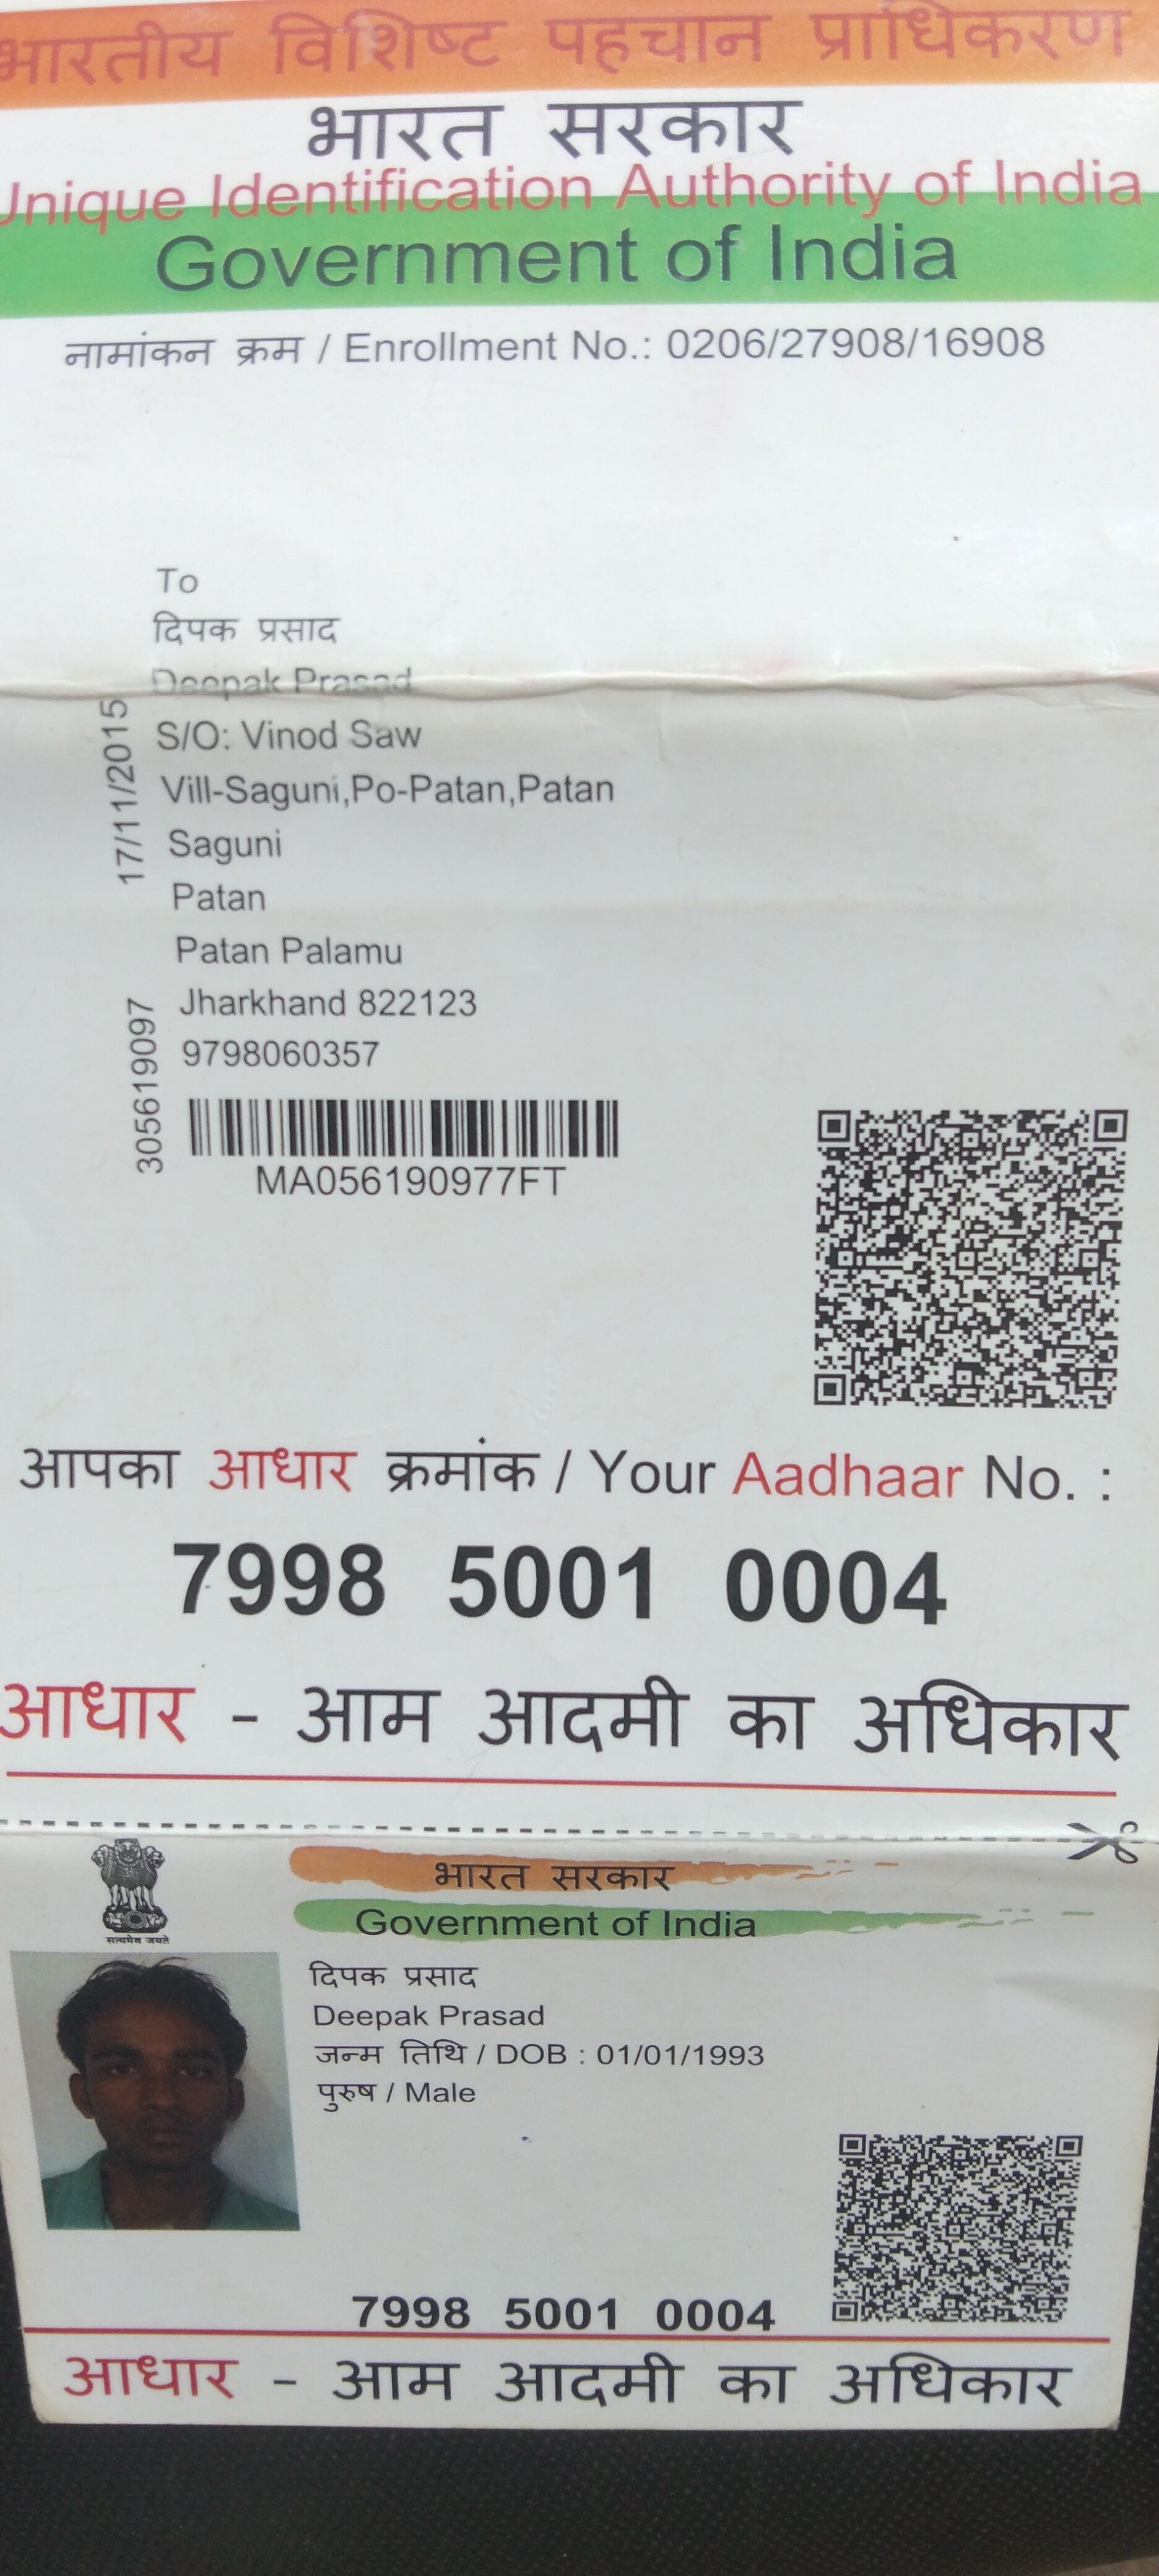 भारतीय विशिष्ट पहचान प्राधिकरण
भारत सरकार
Unique Identification Authority of India
Government of India
नामांकन क्रम / Enrollment No.: 0206/27908/16908
To
दिपक प्रसाद
Deepak Prasad
S/O: Vinod Saw
Vill-Saguni,Po-Patan,Patan
Saguni
Patan
Patan Palamu
Jharkhand 822123
9798060357
17/11/2015
305619097
MA056190977FT
आपका आधार क्रमांक / Your Aadhaar No. :
7998 5001 0004
आधार - आम आदमी का अधिकार
सत्यमेव जयते
भारत सरकार
Government of India
दिपक प्रसाद
Deepak Prasad
जन्म तिथि / DOB : 01/01/1993
पुरुष / Male
7998 5001 0004
आधार - आम आदमी का अधिकार